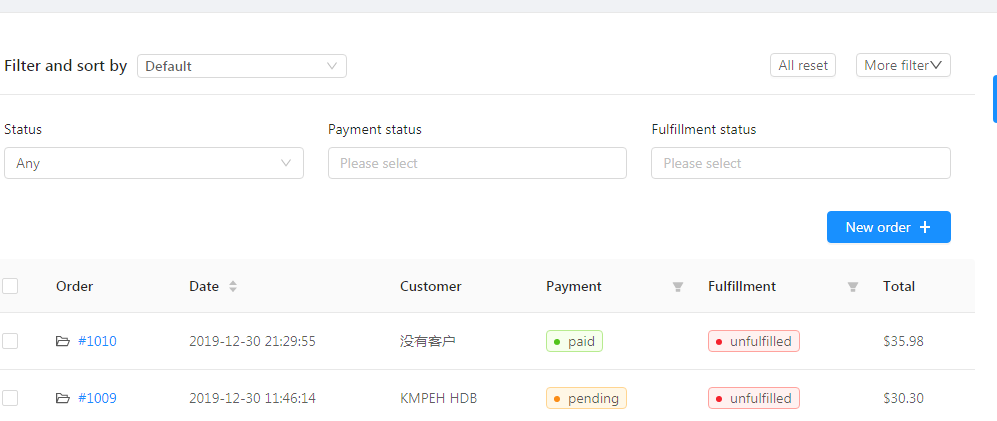 Filter and sort by Default All reset More filter
Status Payment status Fulfillment status
Any Please select Please select
New order +
Order Date Customer Payment Fulfillment Total
#1010 2019-12-30 21:29:55 没有客户 paid unfulfilled $35.98
#1009 2019-12-30 11:46:14 KMPEH HDB pending unfulfilled $30.30